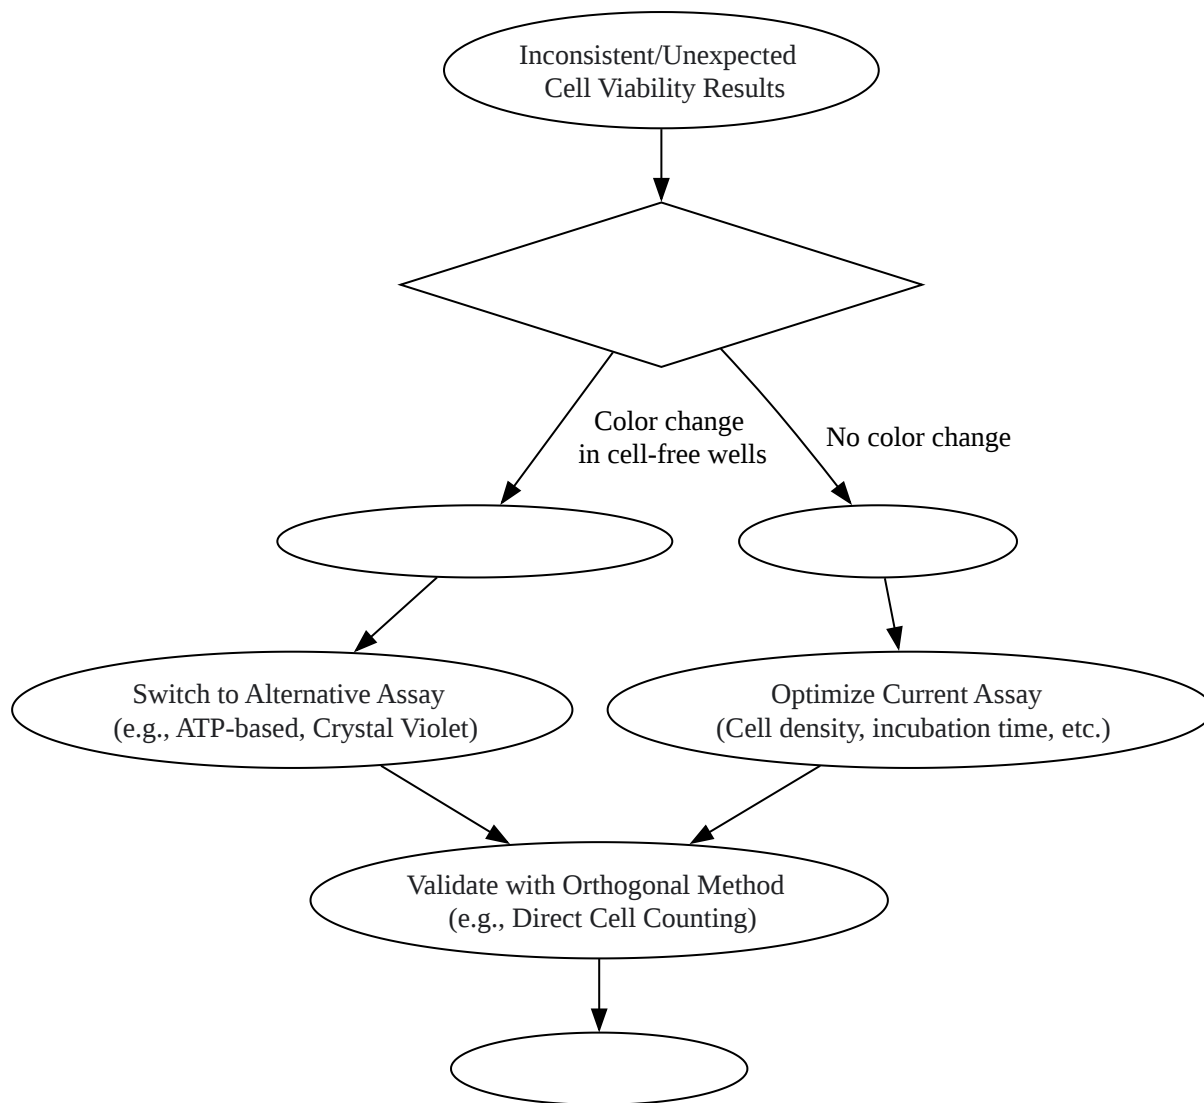 Inconsistent/Unexpected
Cell Viability Results
Color change
in cell-free wells
No color change
Switch to Alternative Assay
(e.g., ATP-based, Crystal Violet)
Optimize Current Assay
(Cell density, incubation time, etc.)
Validate with Orthogonal Method
(e.g., Direct Cell Counting)